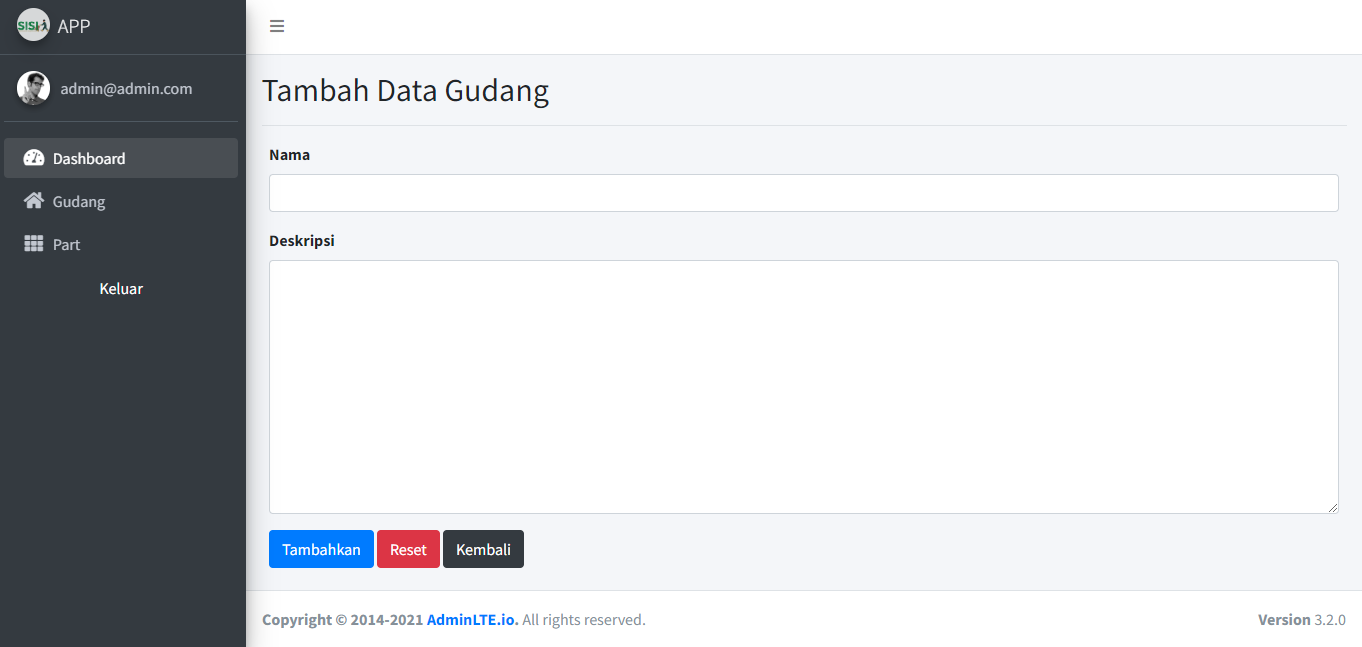 SISI APP
admin@admin.com
Dashboard
Gudang
Part
Keluar
Tambah Data Gudang
Nama
Deskripsi
Tambahkan Reset Kembali
Copyright © 2014-2021 AdminLTE.io. All rights reserved.
Version 3.2.0